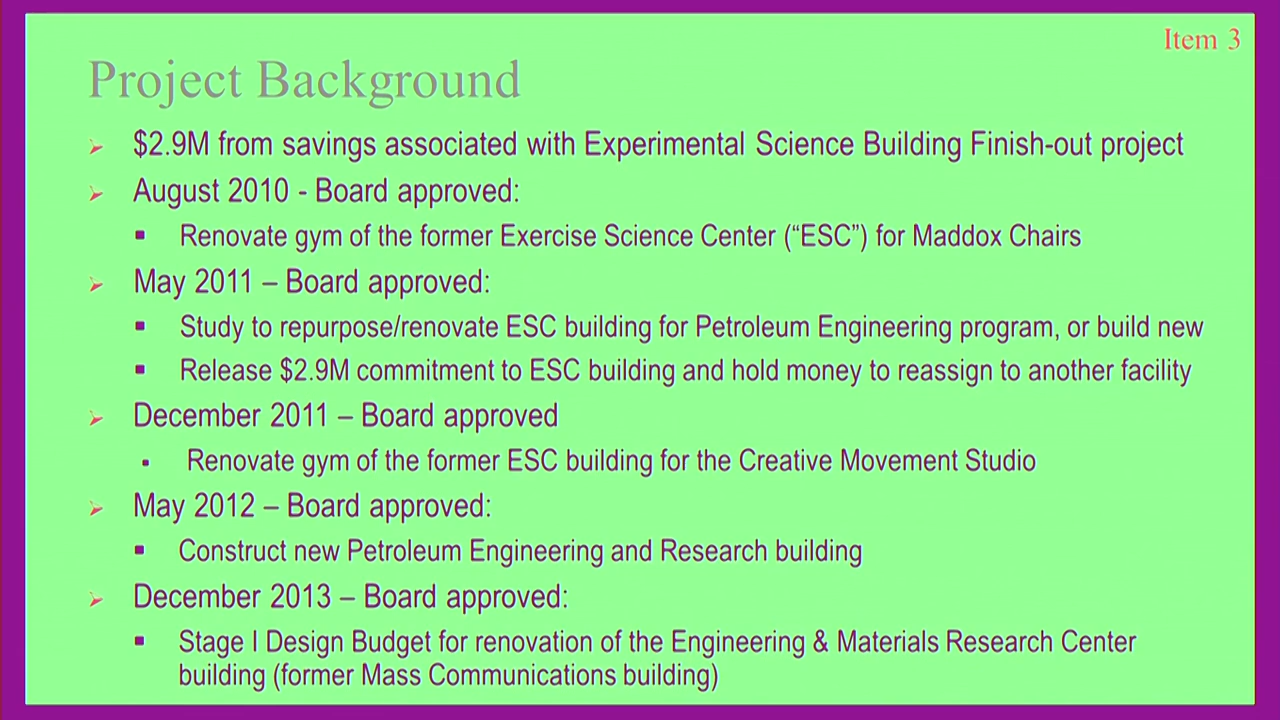 Item 3
Project Background
$2.9M from savings associated with Experimental Science Building Finish-out project
August 2010 - Board approved:
Renovate gym of the former Exercise Science Center (“ESC”) for Maddox Chairs
May 2011 – Board approved:
Study to repurpose/renovate ESC building for Petroleum Engineering program, or build new
Release $2.9M commitment to ESC building and hold money to reassign to another facility
December 2011 – Board approved
Renovate gym of the former ESC building for the Creative Movement Studio
May 2012 – Board approved:
Construct new Petroleum Engineering and Research building
December 2013 – Board approved:
Stage I Design Budget for renovation of the Engineering & Materials Research Center
building (former Mass Communications building)